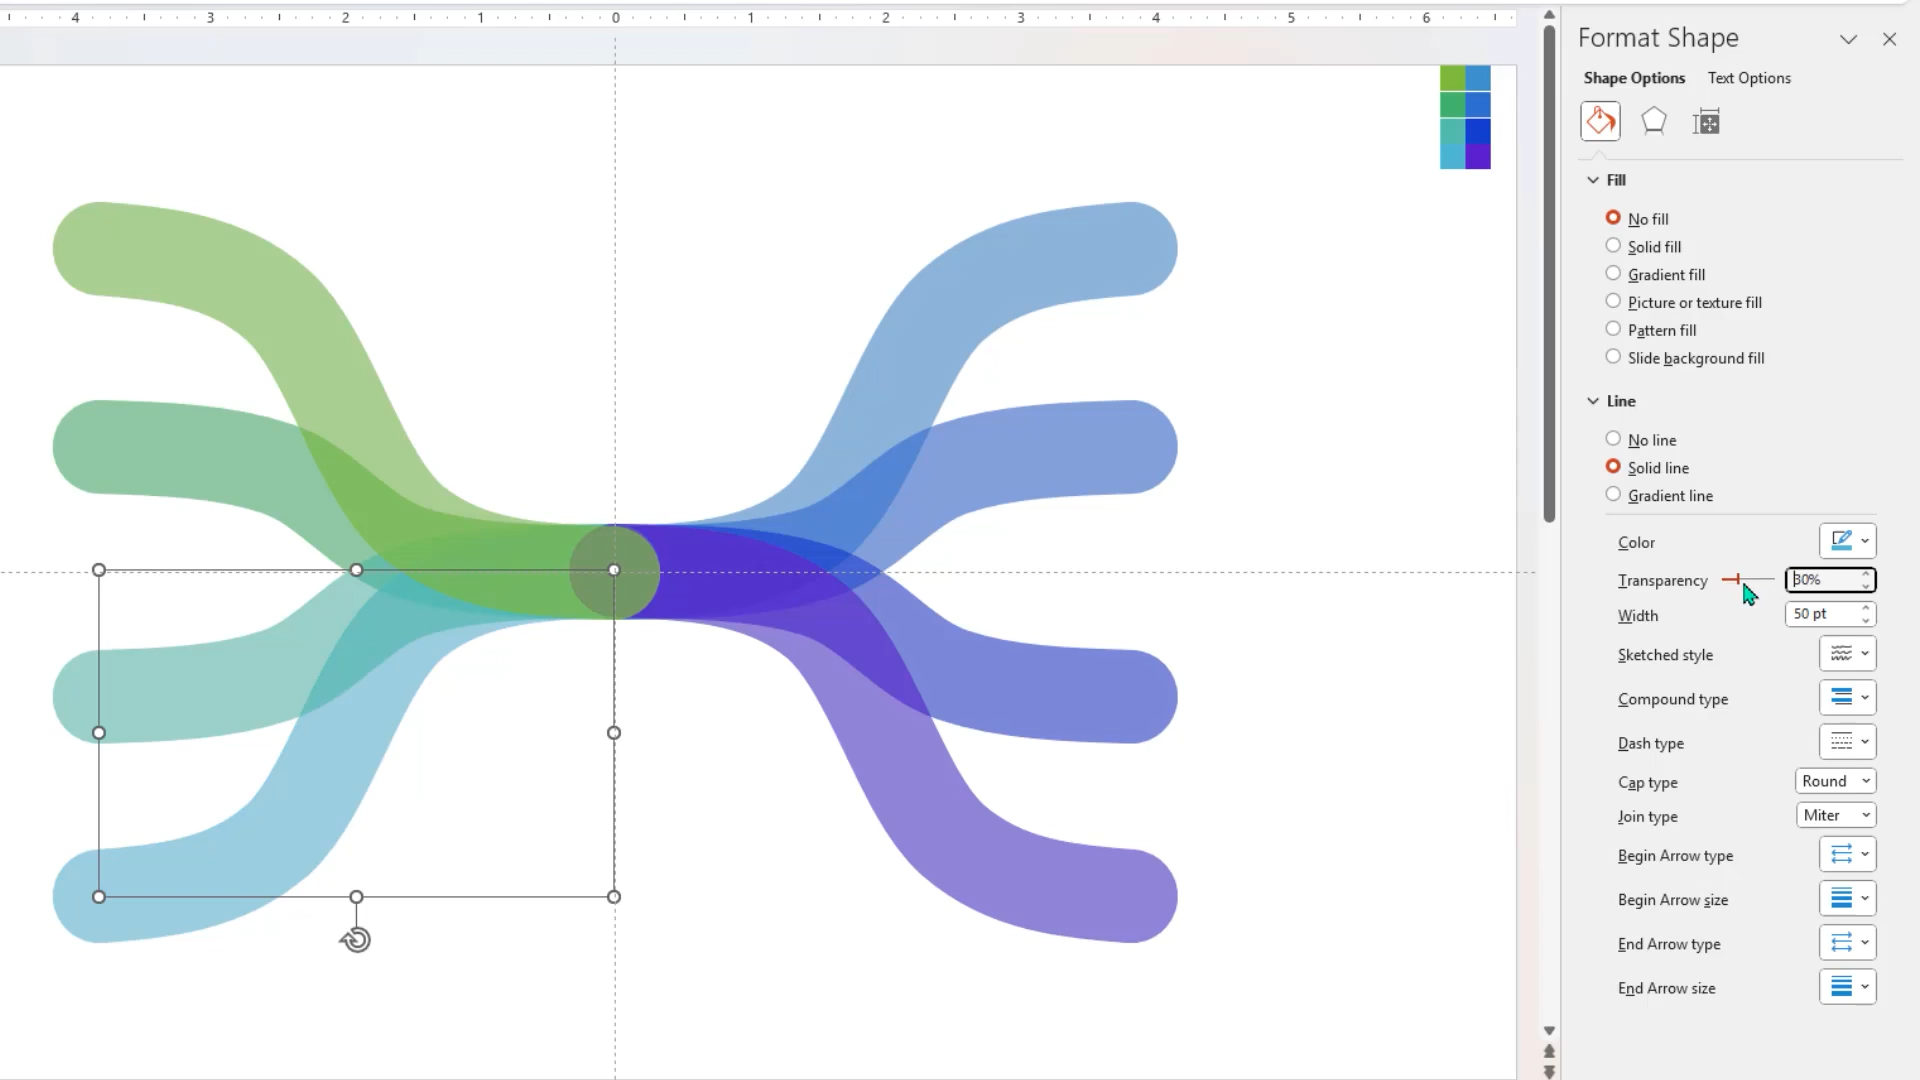 4 3 2 1 0 1 2 3 4 5 6
Format Shape
Shape Options Text Options
Fill
No fill
Solid fill
Gradient fill
Picture or texture fill
Pattern fill
Slide background fill
Line
No line
Solid line
Gradient line
Color
Transparency 30%
Width 50 pt
Sketched style
Compound type
Dash type
Cap type Round
Join type Miter
Begin Arrow type
Begin Arrow size
End Arrow type
End Arrow size